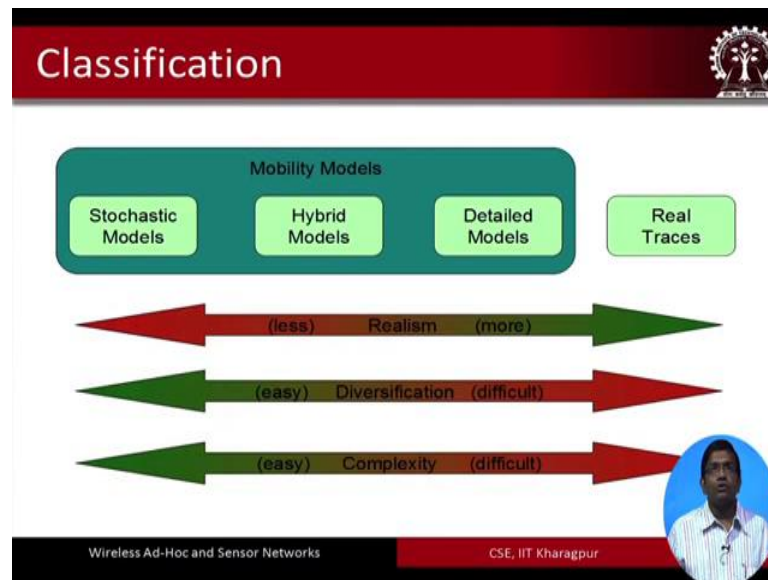 Classification
Mobility Models
Stochastic
Models
Hybrid
Models
Detailed
Models
Real
Traces
(less) Realism (more)
(easy) Diversification (difficult)
(easy) Complexity (difficult)
Wireless Ad-Hoc and Sensor Networks
CSE, IIT Kharagpur